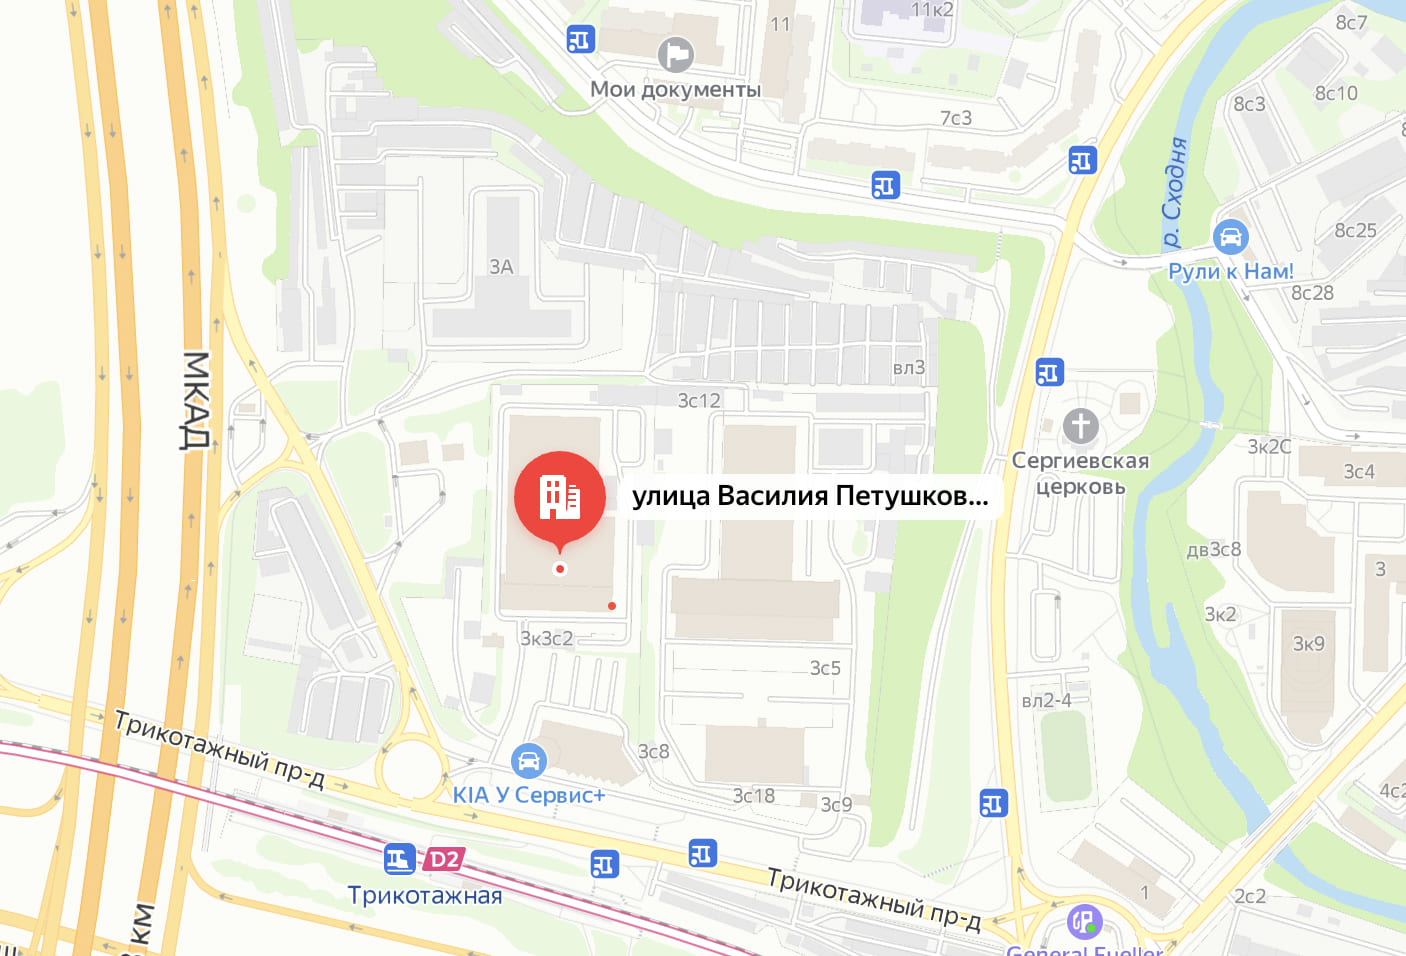 11к2
11
8с7
Мои документы
8с3
8с10
7с3
р. Сходня
8с25
3А
Рули к Нам!
8с28
МКАД
вл3
3с12
3к2С
Сергиевская
церковь
3с4
улица Василия Петушков...
дв3с8
3
3к2
3к3с2
3к9
3с5
вл2-4
Трикотажный пр-д
3с8
KIA У Сервис+
3с18
3с9
4с2
D2
Трикотажная
Трикотажный пр-д
1
2с2
км
General Fueller